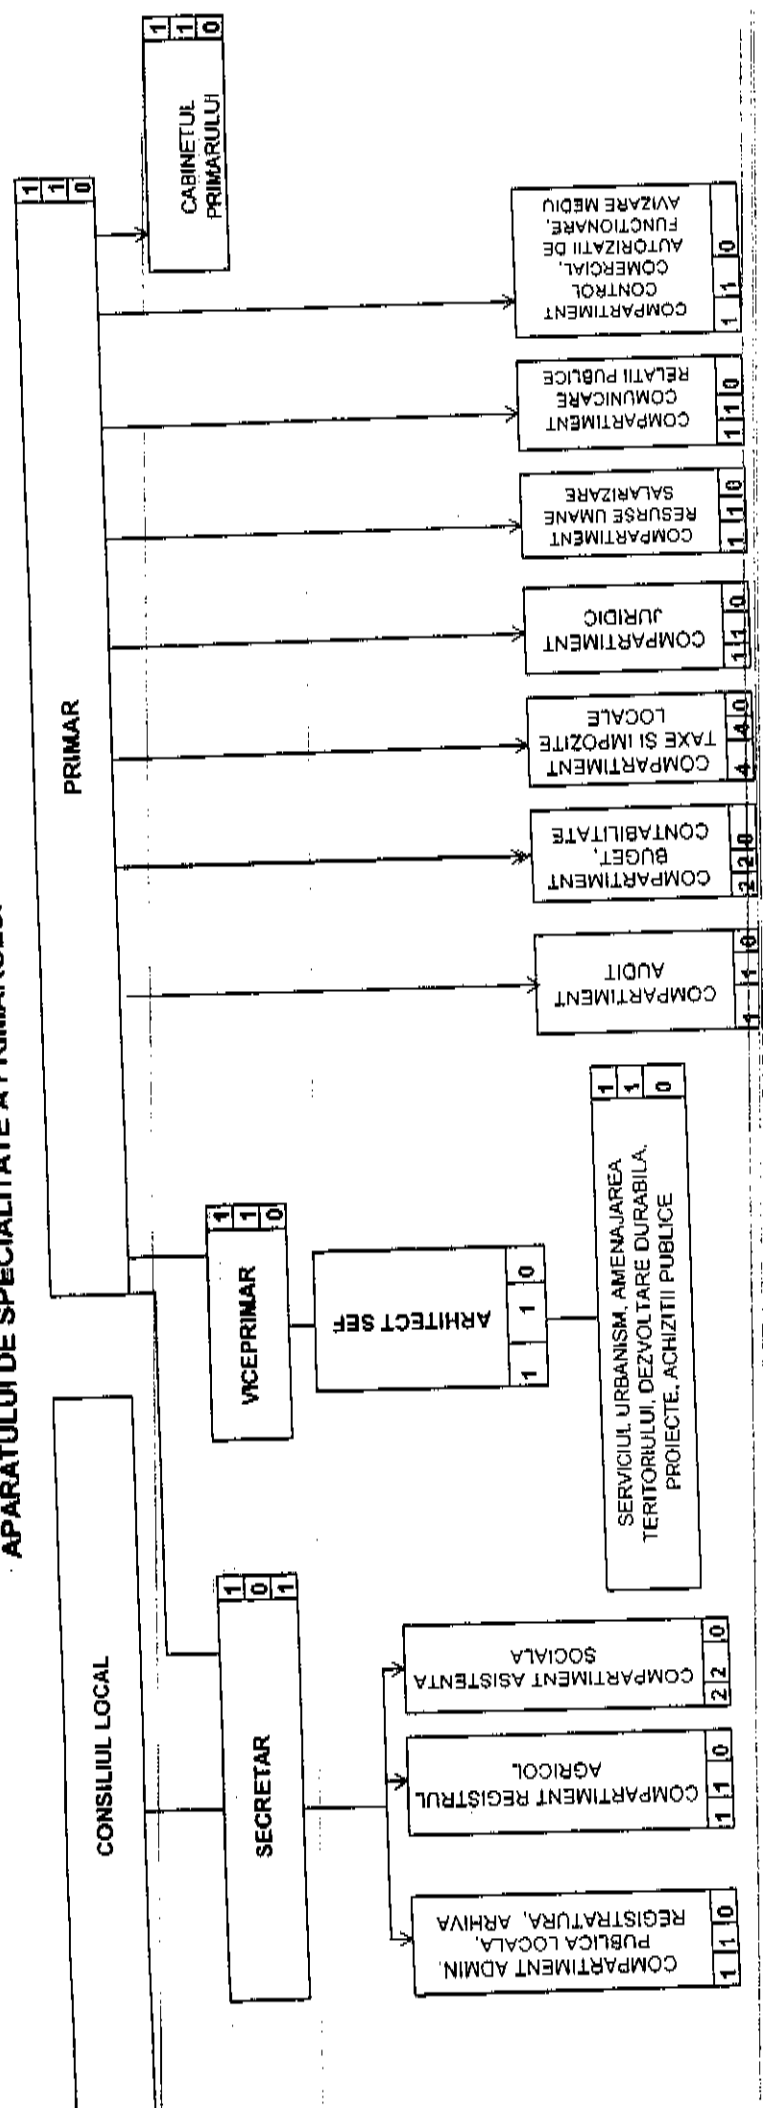 APARATULUI DE SPECIALITATE A PRIMARULUI
CONSILIUL LOCAL
PRIMAR
1
1
0
CABINETUL
PRIMARULUI
1
1
0
SECRETAR
1
0
1
VICEPRIMAR
1
1
0
ARHITECT SEF
1 1 0
SERVICIUL URBANISM, AMENAJAREA
TERITORIULUI, DEZVOLTARE DURABILA,
PROIECTE, ACHIZITII PUBLICE
1
1
0
COMPARTIMENT ADMIN.
PUBLICA LOCALA,
REGISTRATURA, ARHIVA
1 1 0
COMPARTIMENT REGISTRUL
AGRICOL
1 1 0
COMPARTIMENT ASISTENTA
SOCIALA
2 2 0
COMPARTIMENT
AUDIT
1 1 0
COMPARTIMENT
BUGET,
CONTABILITATE
2 2 0
COMPARTIMENT
TAXE SI IMPOZITE
LOCALE
4 4 0
COMPARTIMENT
JURIDIC
1 1 0
COMPARTIMENT
RESURSE UMANE
SALARIZARE
1 1 0
COMPARTIMENT
COMUNICARE
RELATII PUBLICE
1 1 0
COMPARTIMENT
CONTROL
COMERCIAL,
AUTORIZATII DE
FUNCTIONARE,
AVIZARE MEDIU
1 1 0